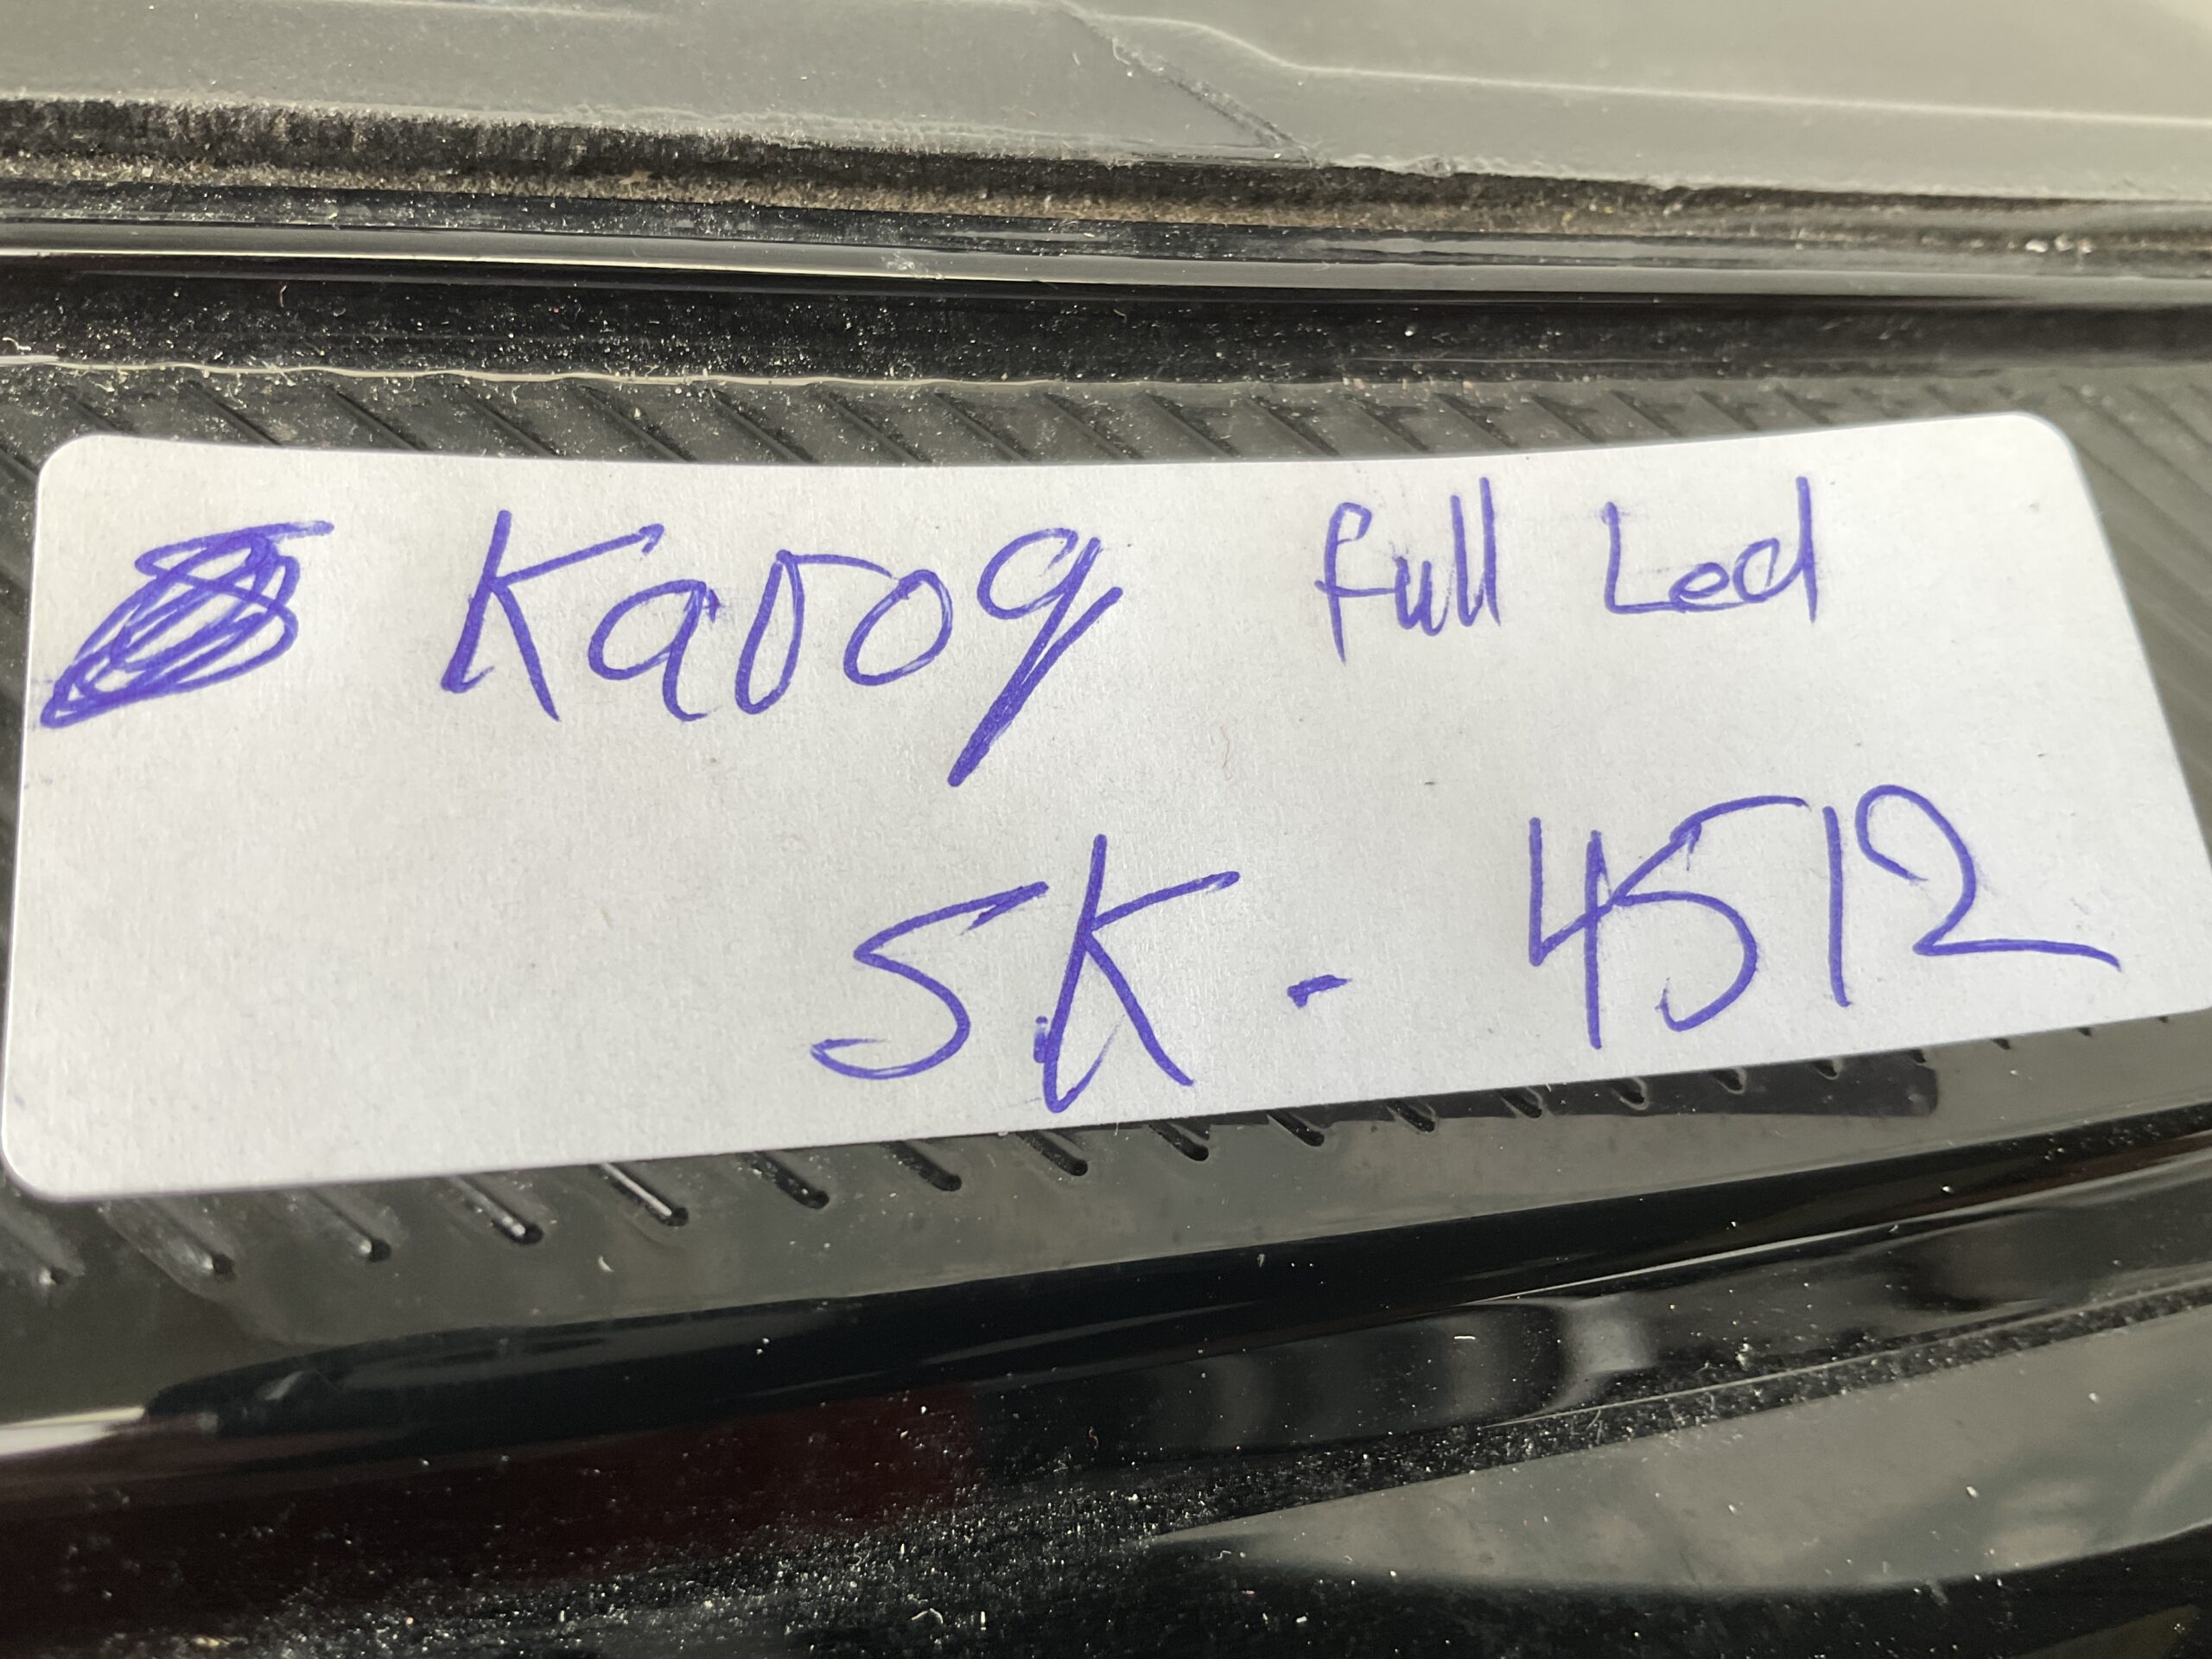 Karoq full Led
SK - 4512